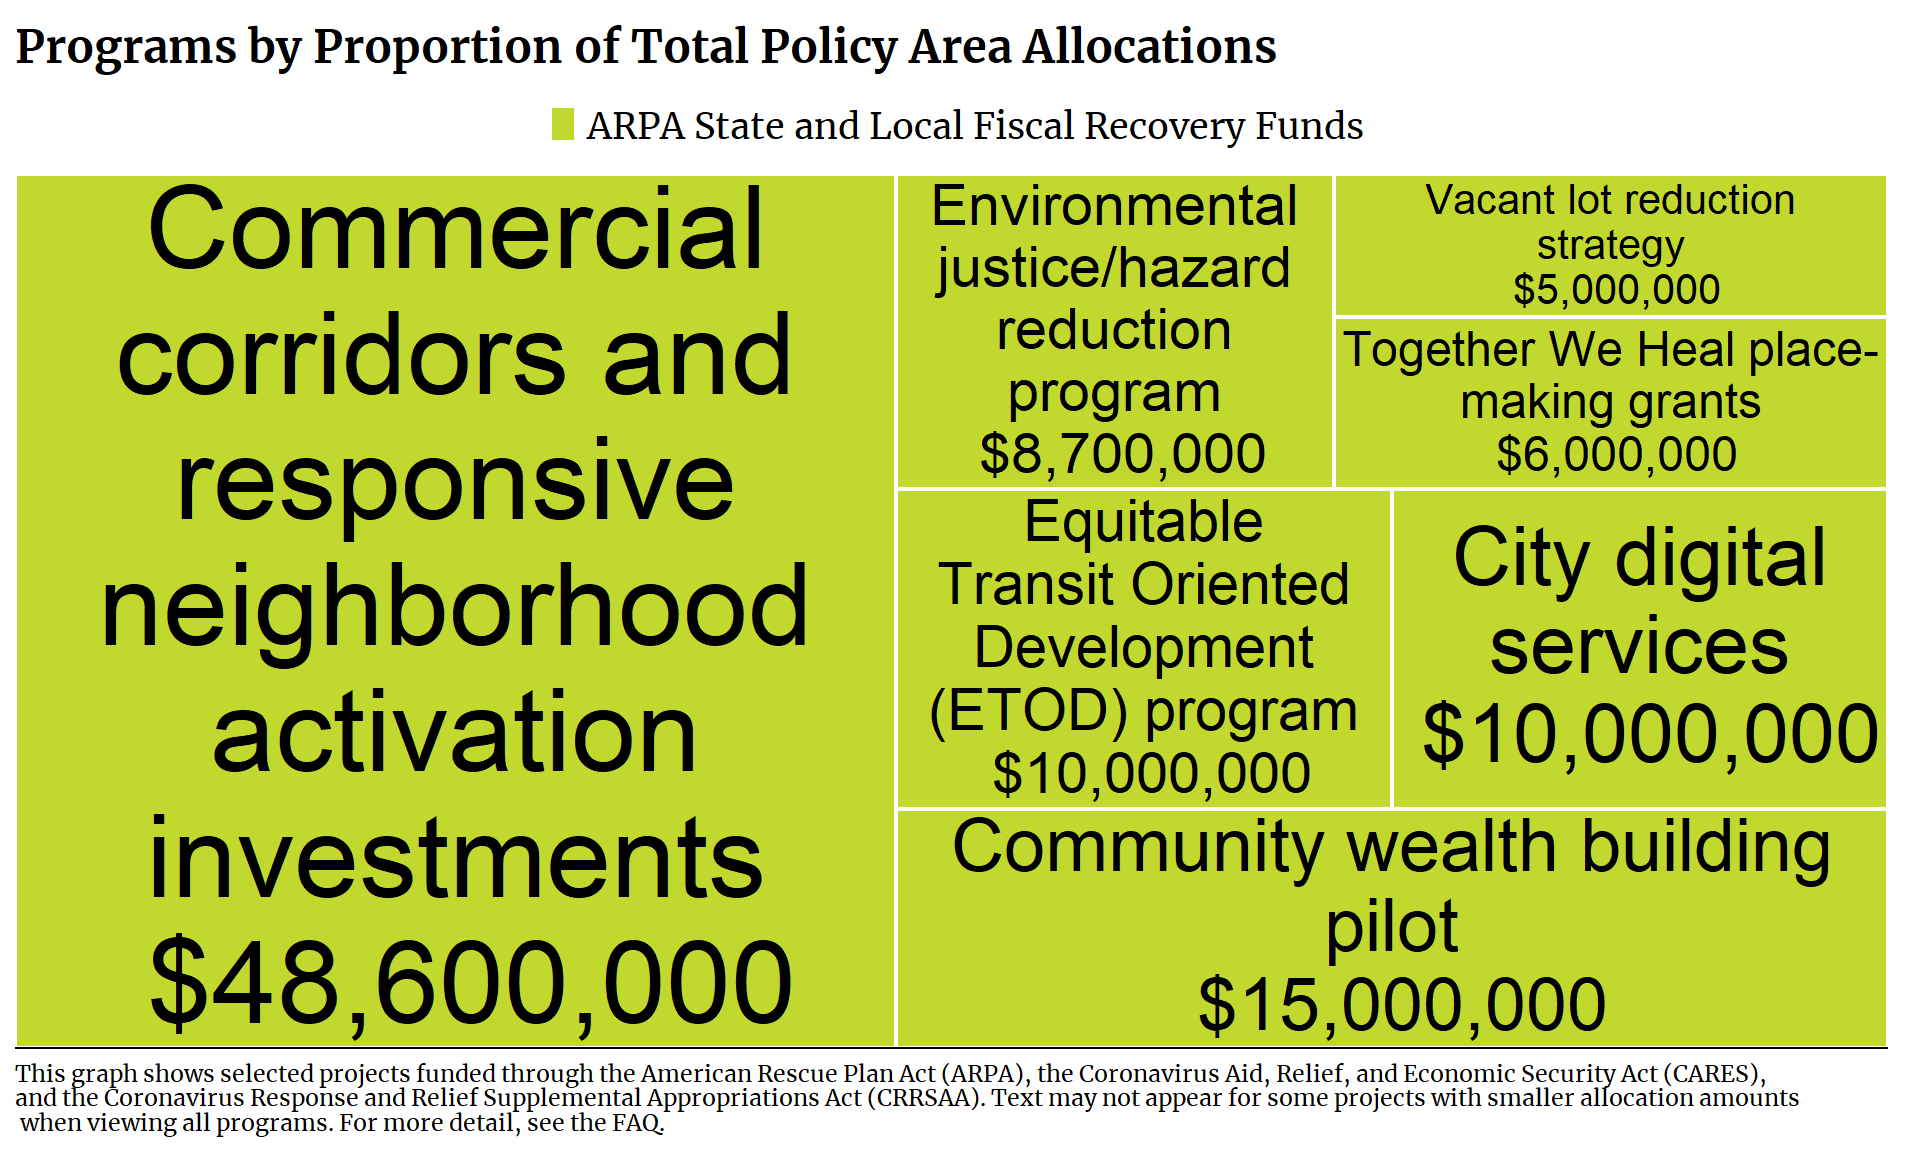 Programs by Proportion of Total Policy Area Allocations
ARPA State and Local Fiscal Recovery Funds
Commercial
corridors and
responsive
neighborhood
activation
investments
$48,600,000
Environmental
justice/hazard
reduction
program
$8,700,000
Vacant lot reduction
strategy
$5,000,000
Together We Heal place-
making grants
$6,000,000
Equitable
Transit Oriented
Development
(ETOD) program
$10,000,000
City digital
services
$10,000,000
Community wealth building
pilot
$15,000,000
This graph shows selected projects funded through the American Rescue Plan Act (ARPA), the Coronavirus Aid, Relief, and Economic Security Act (CARES),
and the Coronavirus Response and Relief Supplemental Appropriations Act (CRRSAA). Text may not appear for some projects with smaller allocation amounts
when viewing all programs. For more detail, see the FAQ.